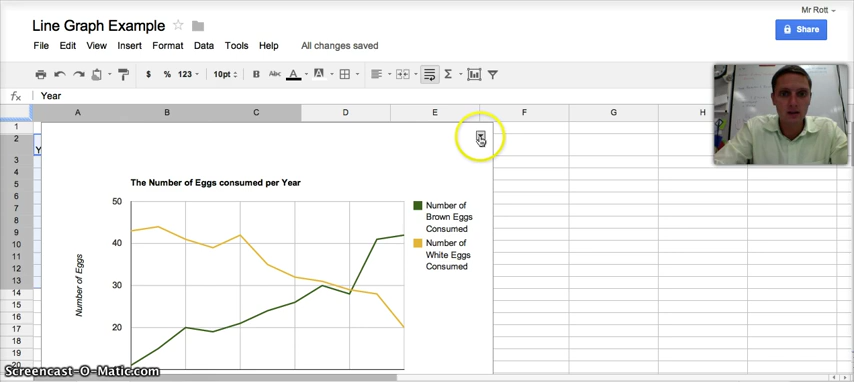 Mr Rott
Line Graph Example
Share
File Edit View Insert Format Data Tools Help All changes saved
$ % 123 10pt B Abc A A Σ
fx Year
A B C D E F G H
1
2
Y
3
4
5
6
7
8
9
10
11
12
13
14
15
16
17
18
19
20
The Number of Eggs consumed per Year
50
40
30
20
Number of Eggs
Number of
Brown Eggs
Consumed
Number of
White Eggs
Consumed
Screencast-O-Matic.com